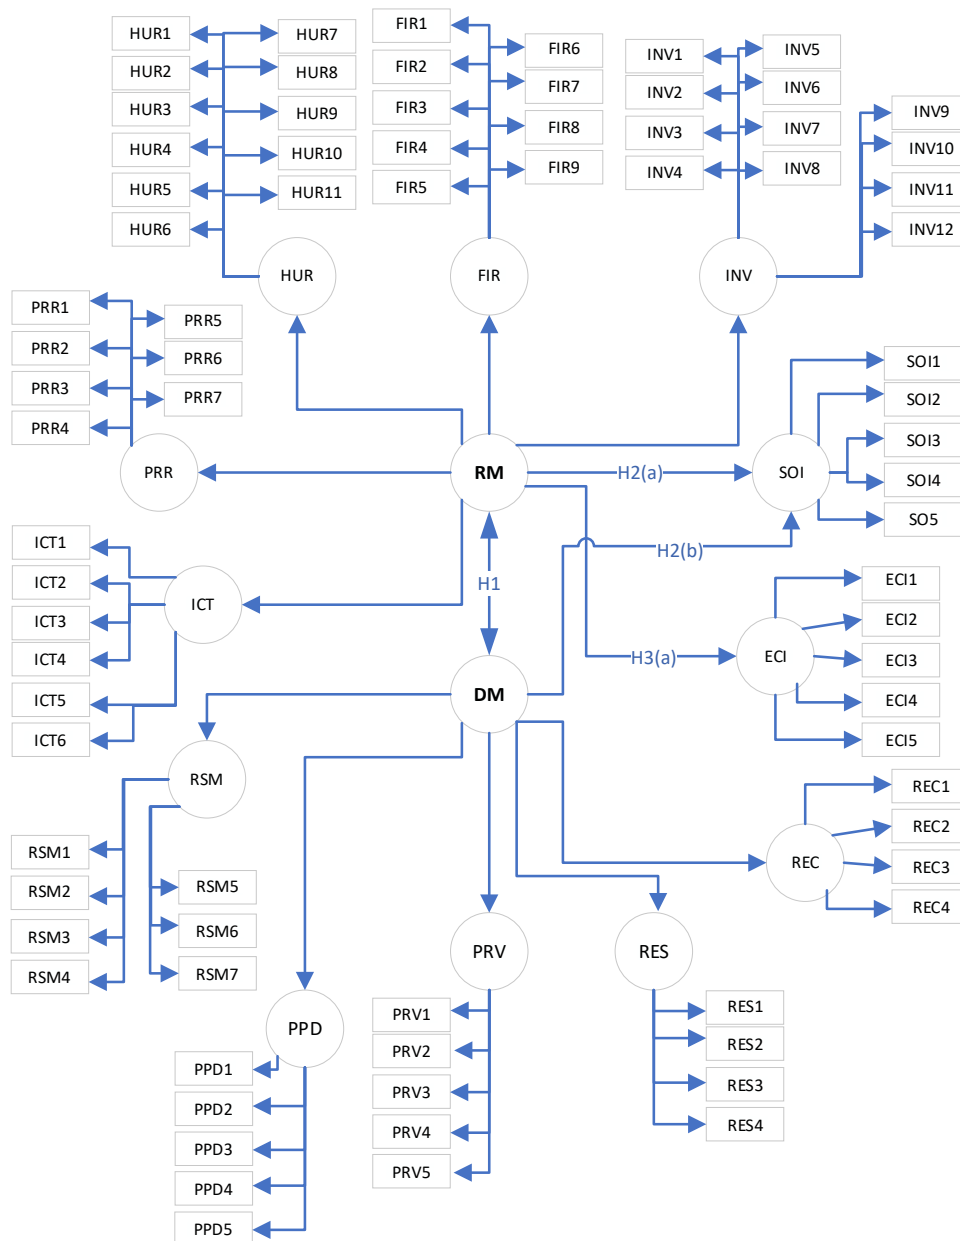 HUR1
HUR2
HUR3
HUR4
HUR5
HUR6
HUR7
HUR8
HUR9
HUR10
HUR11
HUR
FIR1
FIR2
FIR3
FIR4
FIR5
FIR6
FIR7
FIR8
FIR9
FIR
INV1
INV2
INV3
INV4
INV5
INV6
INV7
INV8
INV9
INV10
INV11
INV12
INV
PRR1
PRR2
PRR3
PRR4
PRR5
PRR6
PRR7
PRR
RM
H2(a)
SOI
SOI1
SOI2
SOI3
SOI4
SO5
H2(b)
H1
ICT1
ICT2
ICT3
ICT4
ICT5
ICT6
ICT
H3(a)
ECI
ECI1
ECI2
ECI3
ECI4
ECI5
DM
RSM
RSM1
RSM2
RSM3
RSM4
RSM5
RSM6
RSM7
REC
REC1
REC2
REC3
REC4
PRV
PRV1
PRV2
PRV3
PRV4
PRV5
RES
RES1
RES2
RES3
RES4
PPD
PPD1
PPD2
PPD3
PPD4
PPD5